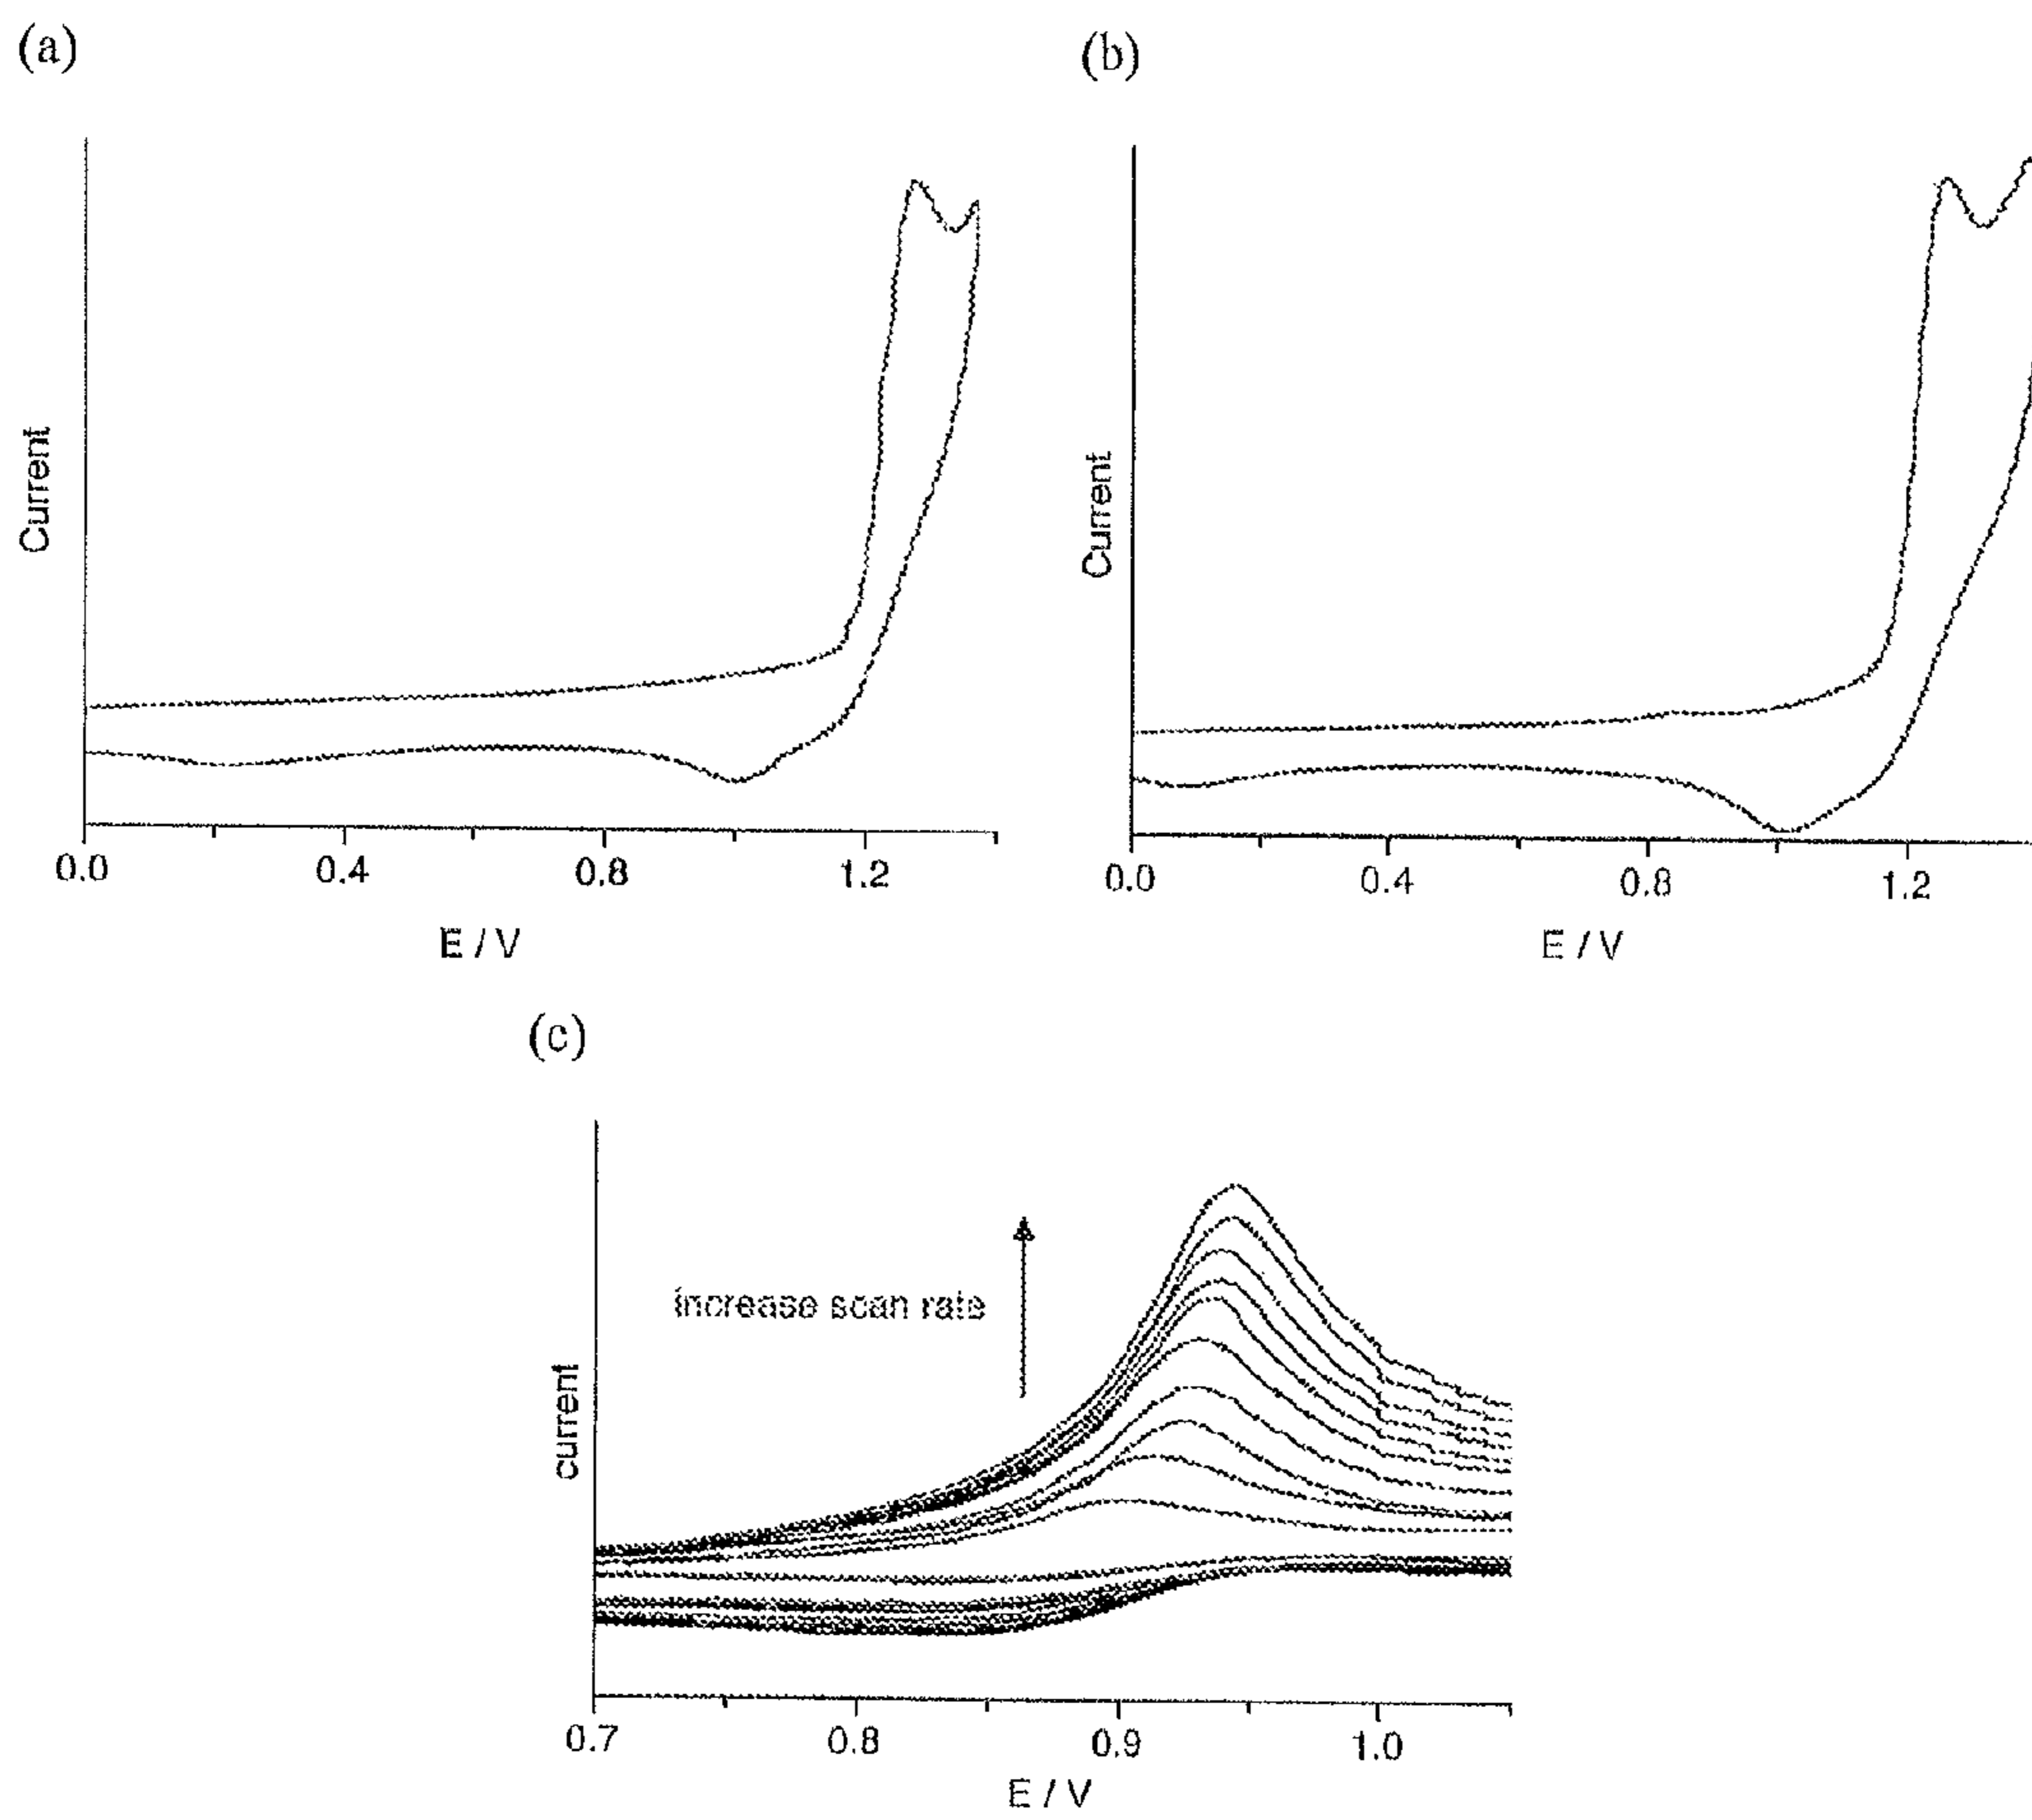 (a)
(b)
Current
Current
0.0 0.4 0.8 1.2
0.0 0.4 0.8 1.2
E / V
E / V
(c)
increase scan rate
current
0.7 0.8 0.9 1.0
E / V